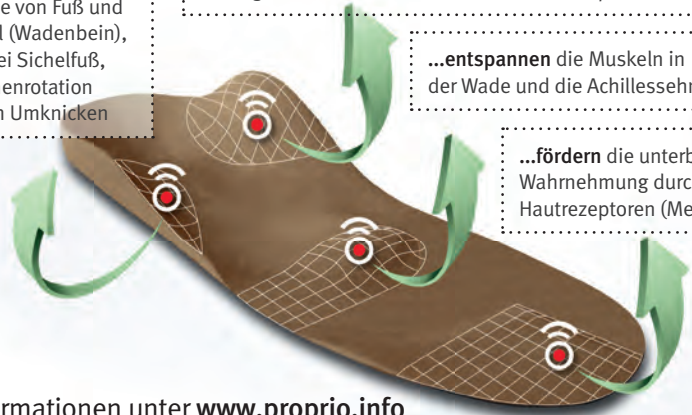 e von Fuß und
(Wadenbein),
ei Sichelfuß,
enrotation
Umknicken
...entspannen die Muskeln in
der Wade und die Achillessehn
...fördern die unterb
Wahrnehmung durc
Hautrezeptoren (Me
rmationen unter www.proprio.info